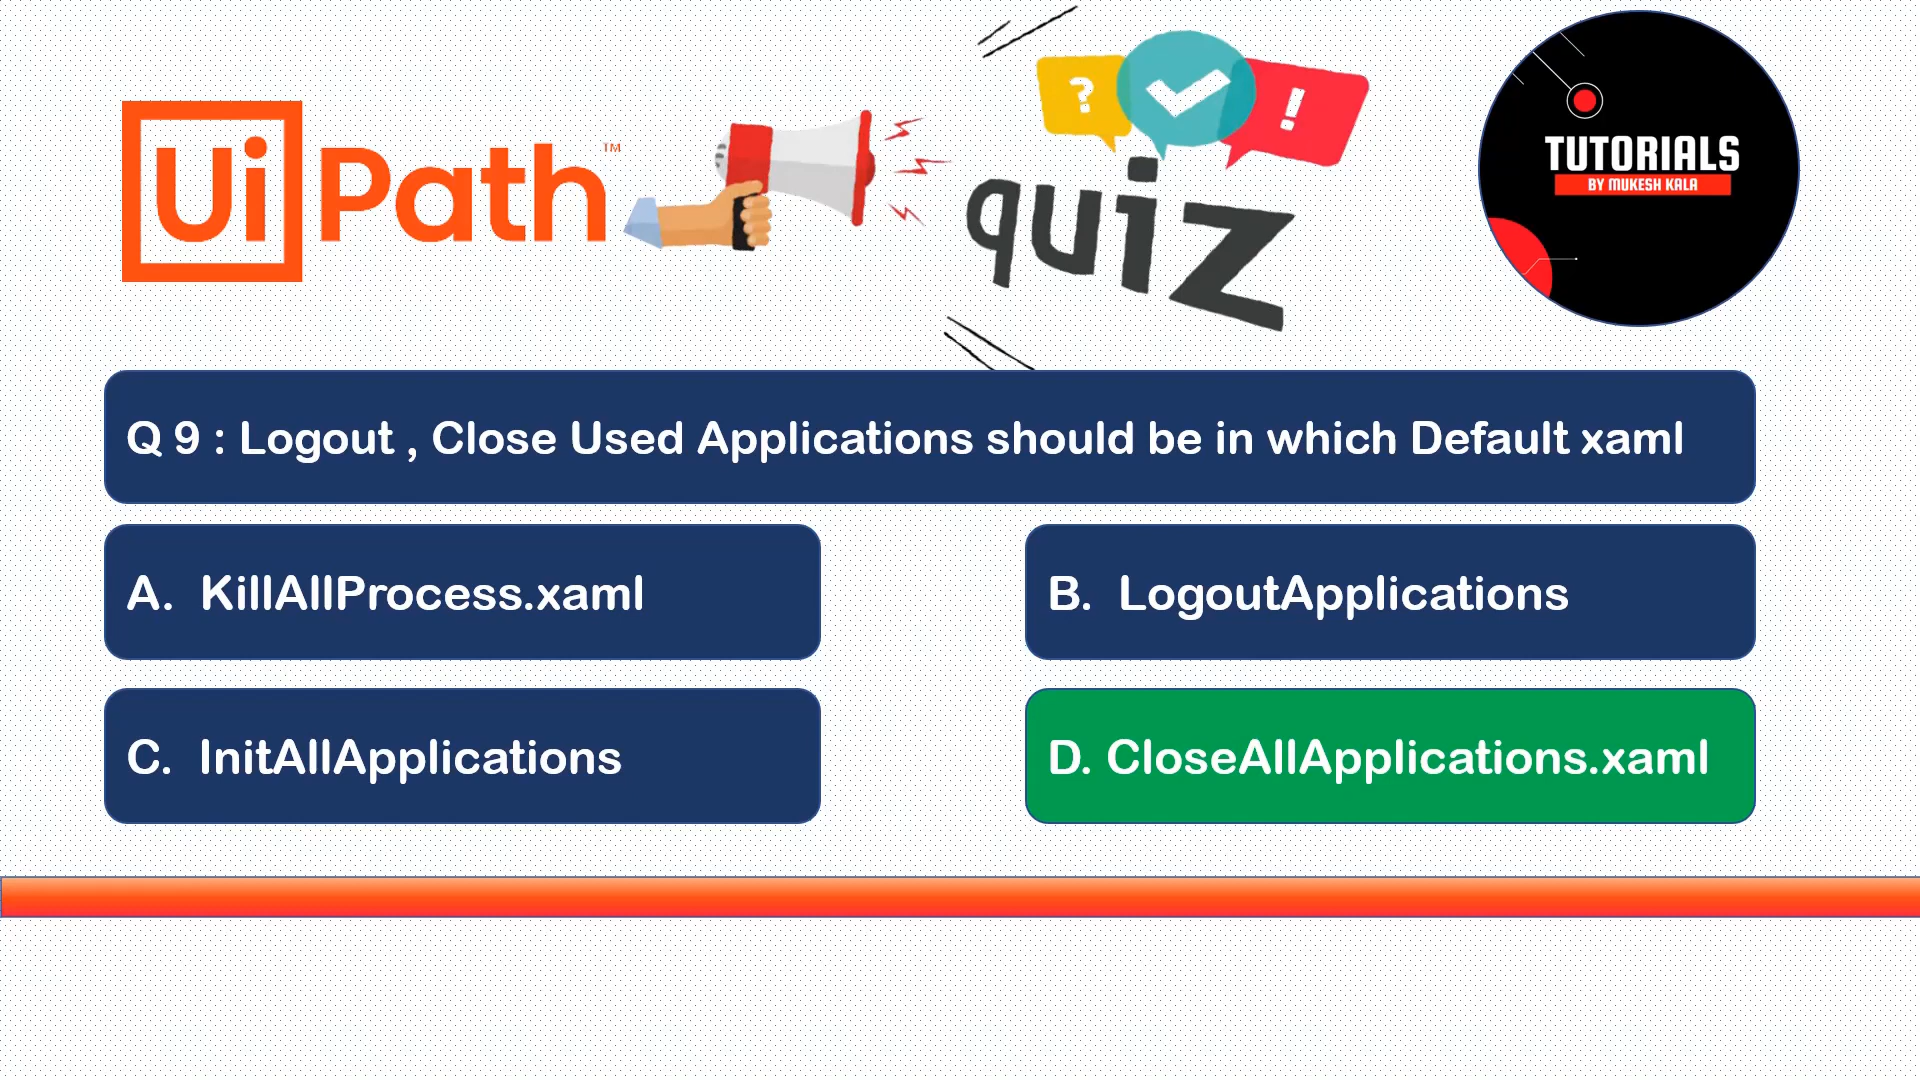 UiPath™
?
!
quiz
TUTORIALS
BY MUKESH KALA
Q 9 : Logout , Close Used Applications should be in which Default xaml
A. KillAllProcess.xaml
B. LogoutApplications
C. InitAllApplications
D. CloseAllApplications.xaml